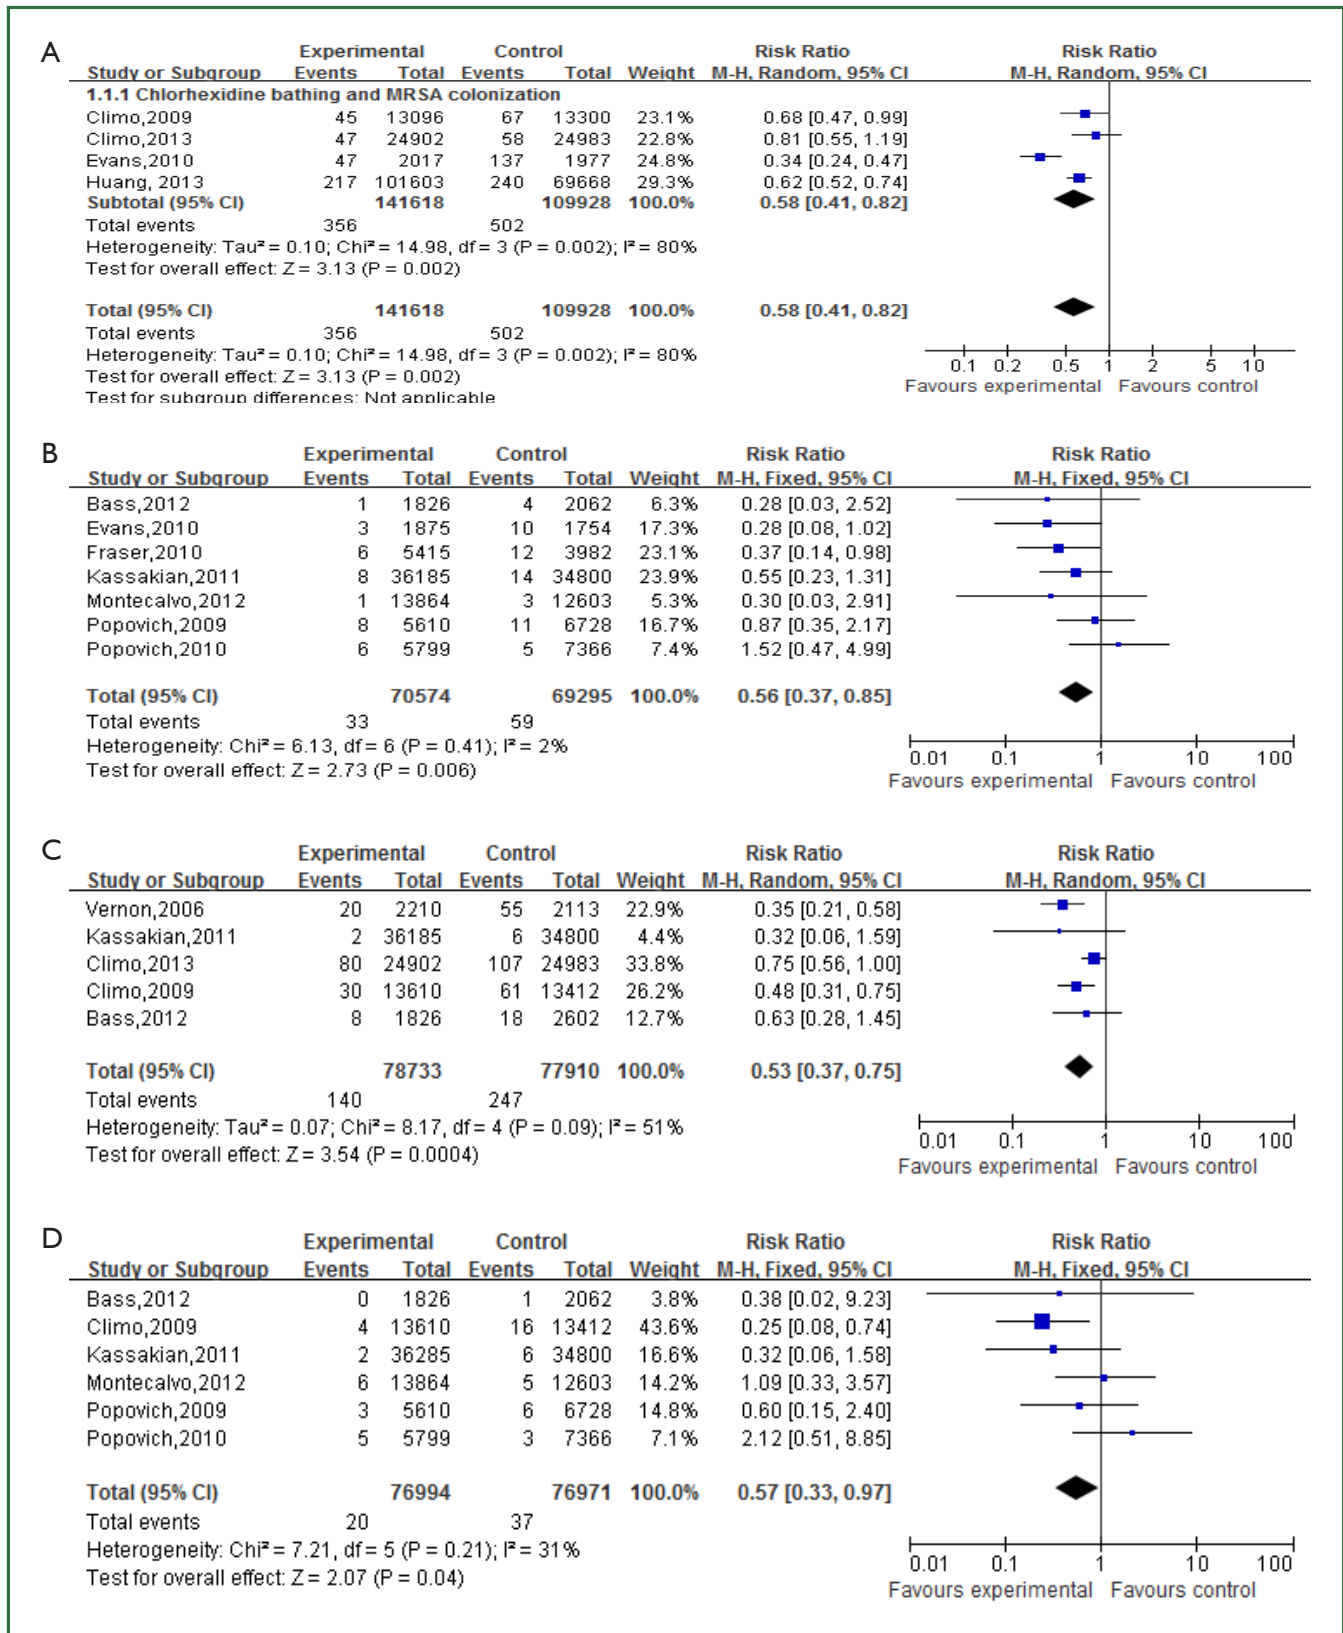 A
Experimental Control Risk Ratio Risk Ratio
Study or Subgroup Events Total Events Total Weight M-H, Random, 95% CI M-H, Random, 95% CI
1.1.1 Chlorhexidine bathing and MRSA colonization
Climo,2009 45 13096 67 13300 23.1% 0.68 [0.47, 0.99]
Climo,2013 47 24902 58 24983 22.8% 0.81 [0.55, 1.19]
Evans,2010 47 2017 137 1977 24.8% 0.34 [0.24, 0.47]
Huang, 2013 217 101603 240 69668 29.3% 0.62 [0.52, 0.74]
Subtotal (95% CI) 141618 109928 100.0% 0.58 [0.41, 0.82]
Total events 356 502
Heterogeneity: Tau² = 0.10; Chi² = 14.98, df = 3 (P = 0.002); I² = 80%
Test for overall effect: Z = 3.13 (P = 0.002)
Total (95% CI) 141618 109928 100.0% 0.58 [0.41, 0.82]
Total events 356 502
Heterogeneity: Tau² = 0.10; Chi² = 14.98, df = 3 (P = 0.002); I² = 80%
Test for overall effect: Z = 3.13 (P = 0.002)
Test for subgroup differences: Not applicable
0.1 0.2 0.5 1 2 5 10
Favours experimental Favours control
B
Experimental Control Risk Ratio Risk Ratio
Study or Subgroup Events Total Events Total Weight M-H, Fixed, 95% CI M-H, Fixed, 95% CI
Bass,2012 1 1826 4 2062 6.3% 0.28 [0.03, 2.52]
Evans,2010 3 1875 10 1754 17.3% 0.28 [0.08, 1.02]
Fraser,2010 6 5415 12 3982 23.1% 0.37 [0.14, 0.98]
Kassakian,2011 8 36185 14 34800 23.9% 0.55 [0.23, 1.31]
Montecalvo,2012 1 13864 3 12603 5.3% 0.30 [0.03, 2.91]
Popovich,2009 8 5610 11 6728 16.7% 0.87 [0.35, 2.17]
Popovich,2010 6 5799 5 7366 7.4% 1.52 [0.47, 4.99]
Total (95% CI) 70574 69295 100.0% 0.56 [0.37, 0.85]
Total events 33 59
Heterogeneity: Chi² = 6.13, df = 6 (P = 0.41); I² = 2%
Test for overall effect: Z = 2.73 (P = 0.006)
0.01 0.1 1 10 100
Favours experimental Favours control
C
Experimental Control Risk Ratio Risk Ratio
Study or Subgroup Events Total Events Total Weight M-H, Random, 95% CI M-H, Random, 95% CI
Vernon,2006 20 2210 55 2113 22.9% 0.35 [0.21, 0.58]
Kassakian,2011 2 36185 6 34800 4.4% 0.32 [0.06, 1.59]
Climo,2013 80 24902 107 24983 33.8% 0.75 [0.56, 1.00]
Climo,2009 30 13610 61 13412 26.2% 0.48 [0.31, 0.75]
Bass,2012 8 1826 18 2602 12.7% 0.63 [0.28, 1.45]
Total (95% CI) 78733 77910 100.0% 0.53 [0.37, 0.75]
Total events 140 247
Heterogeneity: Tau² = 0.07; Chi² = 8.17, df = 4 (P = 0.09); I² = 51%
Test for overall effect: Z = 3.54 (P = 0.0004)
0.01 0.1 1 10 100
Favours experimental Favours control
D
Experimental Control Risk Ratio Risk Ratio
Study or Subgroup Events Total Events Total Weight M-H, Fixed, 95% CI M-H, Fixed, 95% CI
Bass,2012 0 1826 1 2062 3.8% 0.38 [0.02, 9.23]
Climo,2009 4 13610 16 13412 43.6% 0.25 [0.08, 0.74]
Kassakian,2011 2 36285 6 34800 16.6% 0.32 [0.06, 1.58]
Montecalvo,2012 6 13864 5 12603 14.2% 1.09 [0.33, 3.57]
Popovich,2009 3 5610 6 6728 14.8% 0.60 [0.15, 2.40]
Popovich,2010 5 5799 3 7366 7.1% 2.12 [0.51, 8.85]
Total (95% CI) 76994 76971 100.0% 0.57 [0.33, 0.97]
Total events 20 37
Heterogeneity: Chi² = 7.21, df = 5 (P = 0.21); I² = 31%
Test for overall effect: Z = 2.07 (P = 0.04)
0.01 0.1 1 10 100
Favours experimental Favours control